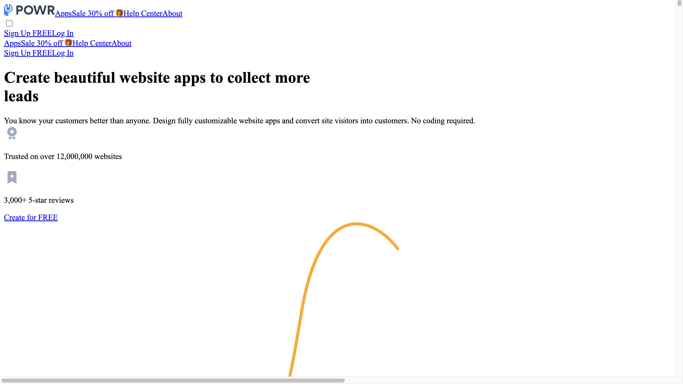 POWR AppsSale 30% off 🎁Help CenterAbout
Sign Up FREELog In
AppsSale 30% off 🎁Help CenterAbout
Sign Up FREELog In
Create beautiful website apps to collect more
leads
You know your customers better than anyone. Design fully customizable website apps and convert site visitors into customers. No coding required.
Trusted on over 12,000,000 websites
3,000+ 5-star reviews
Create for FREE